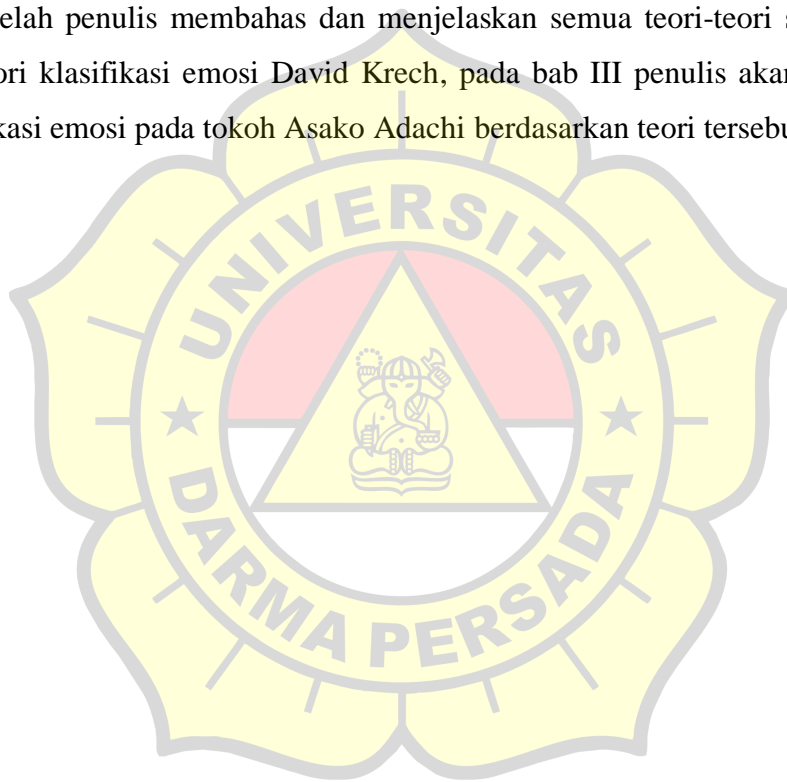 elah penulis membahas dan menjelaskan semua teori-teori s
ori klasifikasi emosi David Krech, pada bab III penulis akan
kasi emosi pada tokoh Asako Adachi berdasarkan teori tersebu
UNIVERSITAS
DARMA PERSADA